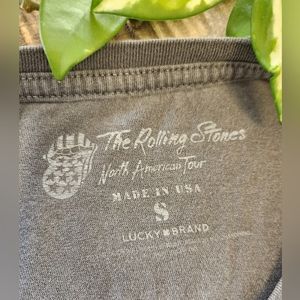 The Rolling Stones
North American Tour
MADE IN USA
S
LUCKY BRAND